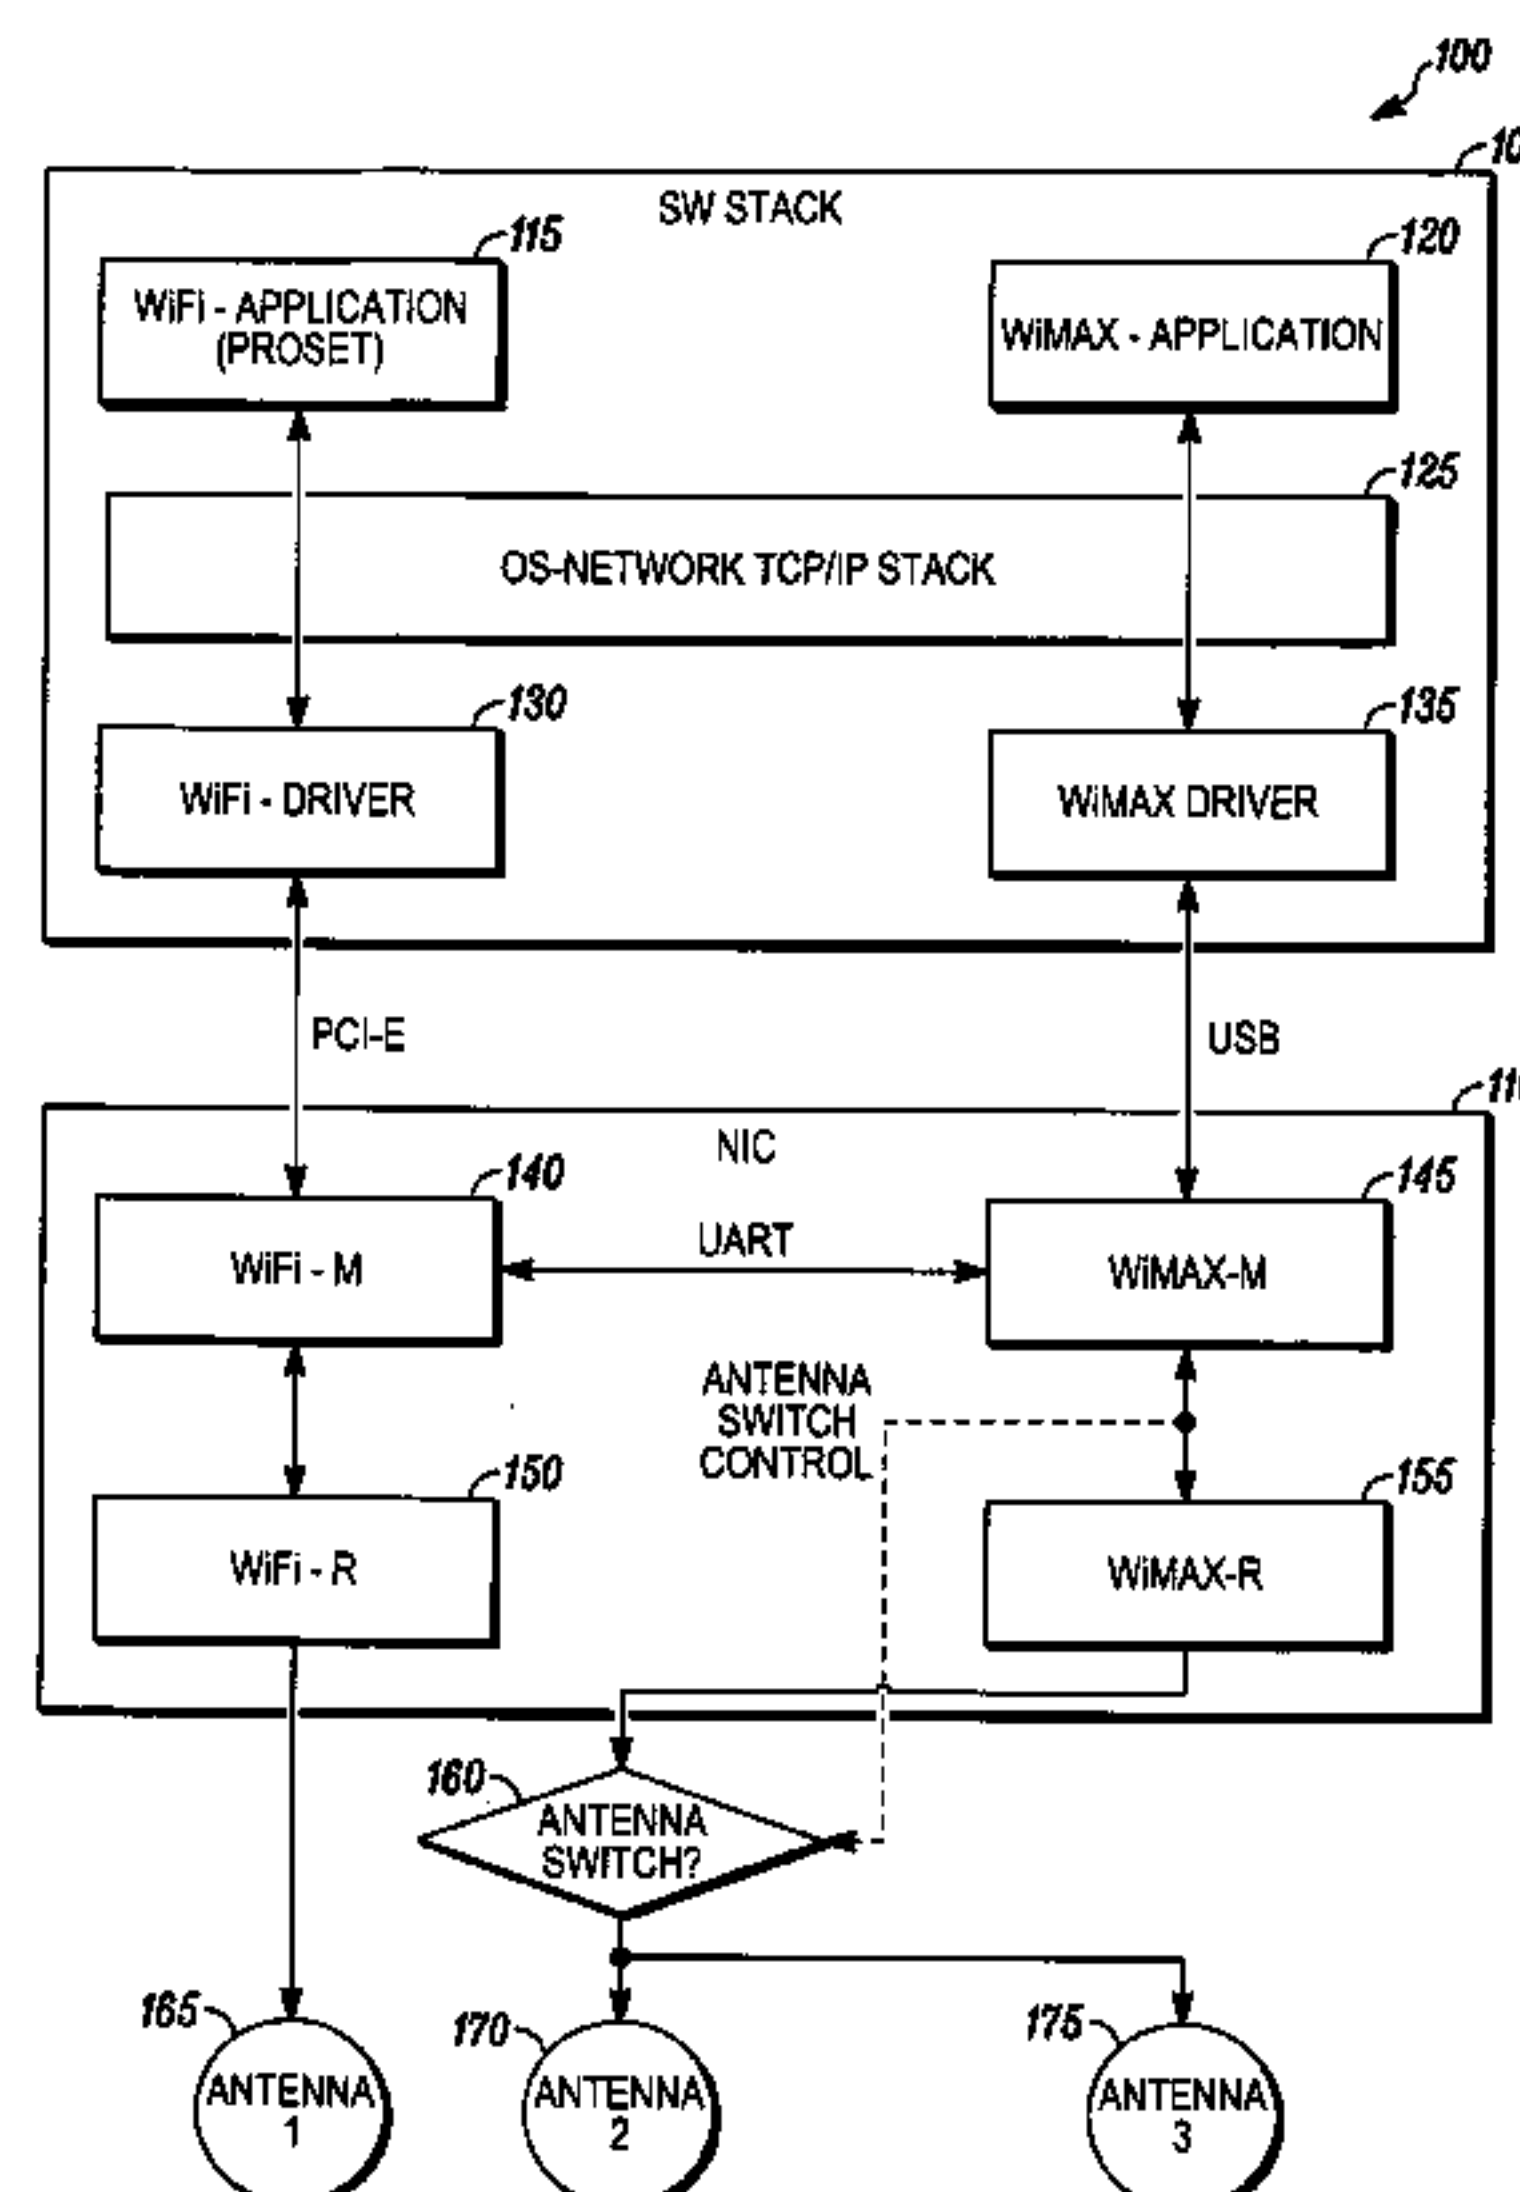 100
SW STACK
115
120
WiFi - APPLICATION
(PROSET)
WiMAX - APPLICATION
125
OS-NETWORK TCP/IP STACK
130
135
WiFi - DRIVER
WiMAX DRIVER
PCI-E
USB
NIC
140
145
WiFi - M
UART
WiMAX-M
ANTENNA
SWITCH
CONTROL
150
155
WiFi - R
WiMAX-R
160
ANTENNA
SWITCH?
165
170
175
ANTENNA
1
ANTENNA
2
ANTENNA
3